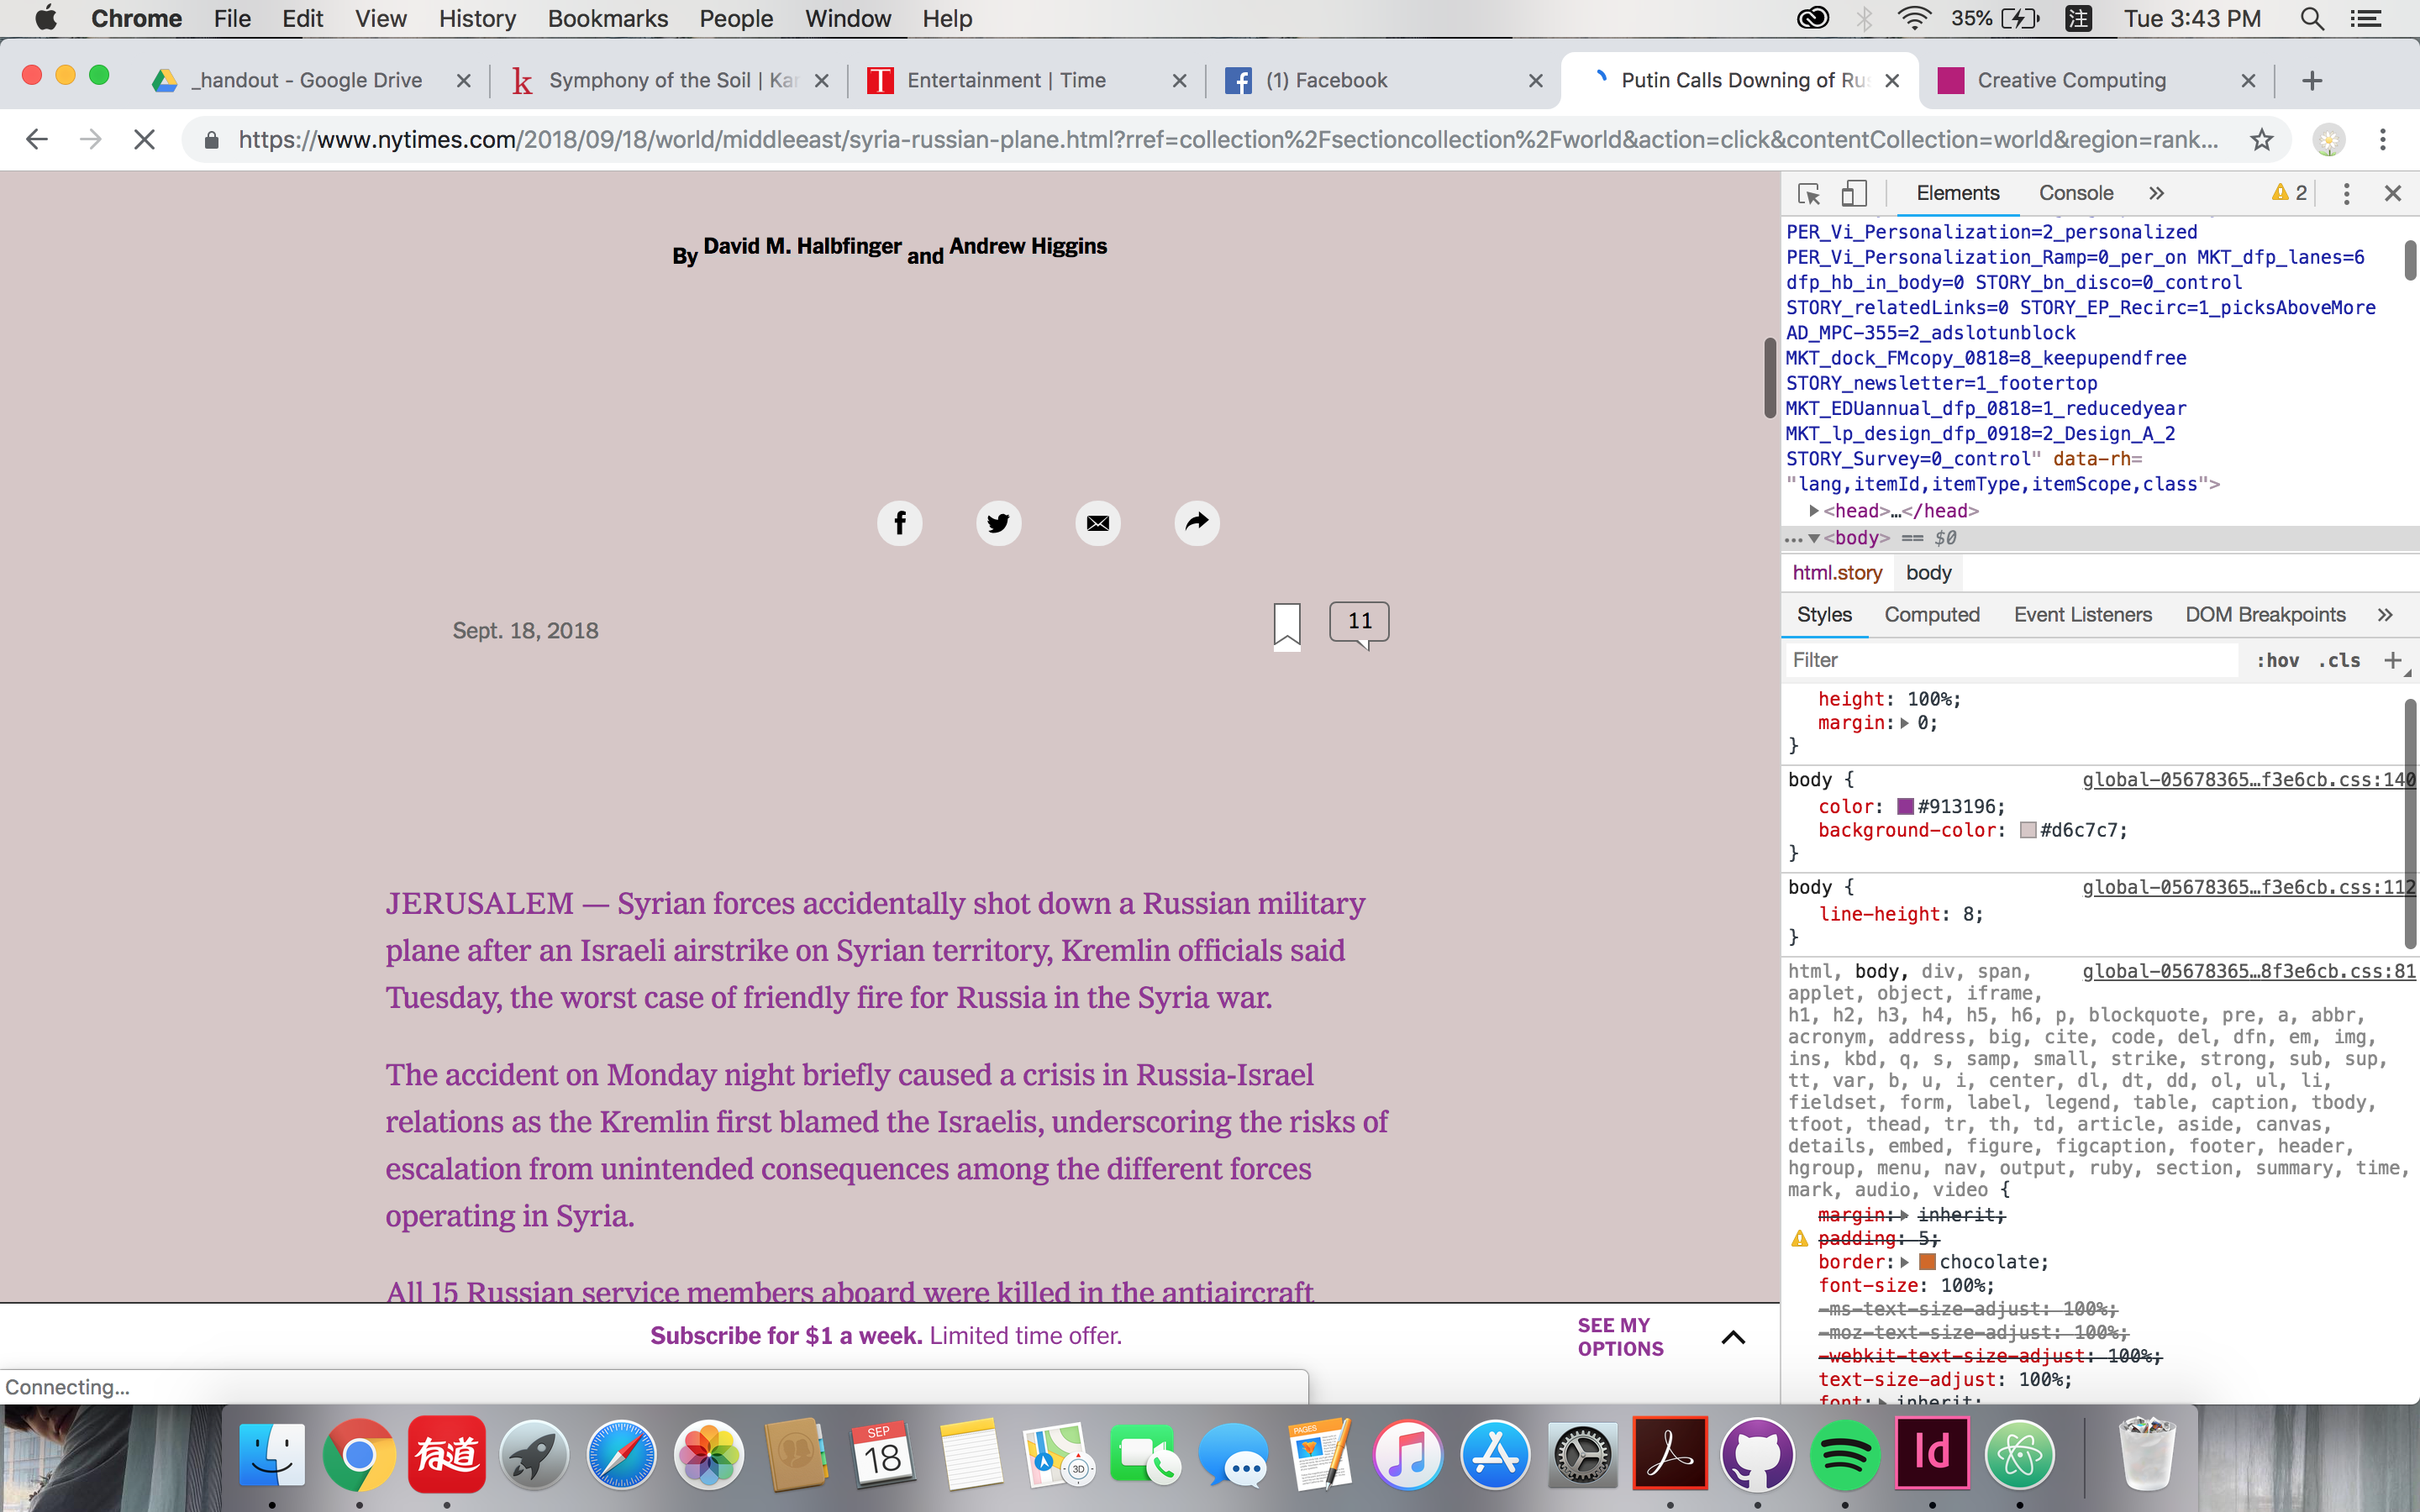 Chrome File Edit View History Bookmarks People Window Help 35% 注 Tue 3:43 PM
_handout - Google Drive
k Symphony of the Soil | Kan
T Entertainment | Time
f (1) Facebook
Putin Calls Downing of Rus
Creative Computing
https://www.nytimes.com/2018/09/18/world/middleeast/syria-russian-plane.html?rref=collection%2Fsectioncollection%2Fworld&action=click&contentCollection=world&region=rank...
By David M. Halbfinger and Andrew Higgins
Sept. 18, 2018
11
JERUSALEM — Syrian forces accidentally shot down a Russian military
plane after an Israeli airstrike on Syrian territory, Kremlin officials said
Tuesday, the worst case of friendly fire for Russia in the Syria war.
The accident on Monday night briefly caused a crisis in Russia-Israel
relations as the Kremlin first blamed the Israelis, underscoring the risks of
escalation from unintended consequences among the different forces
operating in Syria.
All 15 Russian service members aboard were killed in the antiaircraft
Subscribe for $1 a week. Limited time offer.
SEE MY
OPTIONS
Connecting...
Elements Console » 2
PER_Vi_Personalization=2_personalized
PER_Vi_Personalization_Ramp=0_per_on MKT_dfp_lanes=6
dfp_hb_in_body=0 STORY_bn_disco=0_control
STORY_relatedLinks=0 STORY_EP_Recirc=1_picksAboveMore
AD_MPC-355=2_adslotunblock
MKT_dock_FMcopy_0818=8_keepupendfree
STORY_newsletter=1_footertop
MKT_EDUannual_dfp_0818=1_reducedyear
MKT_lp_design_dfp_0918=2_Design_A_2
STORY_Survey=0_control" data-rh=
"lang,itemId,itemType,itemScope,class">
<head>…</head>
… <body> == $0
html.story body
Styles Computed Event Listeners DOM Breakpoints »
Filter :hov .cls +
height: 100%;
margin: 0;
}
body { global-05678365…f3e6cb.css:140
color: #913196;
background-color: #d6c7c7;
}
body { global-05678365…f3e6cb.css:112
line-height: 8;
}
html, body, div, span, global-05678365…8f3e6cb.css:81
applet, object, iframe,
h1, h2, h3, h4, h5, h6, p, blockquote, pre, a, abbr,
acronym, address, big, cite, code, del, dfn, em, img,
ins, kbd, q, s, samp, small, strike, strong, sub, sup,
tt, var, b, u, i, center, dl, dt, dd, ol, ul, li,
fieldset, form, label, legend, table, caption, tbody,
tfoot, thead, tr, th, td, article, aside, canvas,
details, embed, figure, figcaption, footer, header,
hgroup, menu, nav, output, ruby, section, summary, time,
mark, audio, video {
margin: inherit;
padding: 5;
border: chocolate;
font-size: 100%;
-ms-text-size-adjust: 100%;
-moz-text-size-adjust: 100%;
-webkit-text-size-adjust: 100%;
text-size-adjust: 100%;
font: inherit;
有道
SEP
18
3D
PAGES
Id